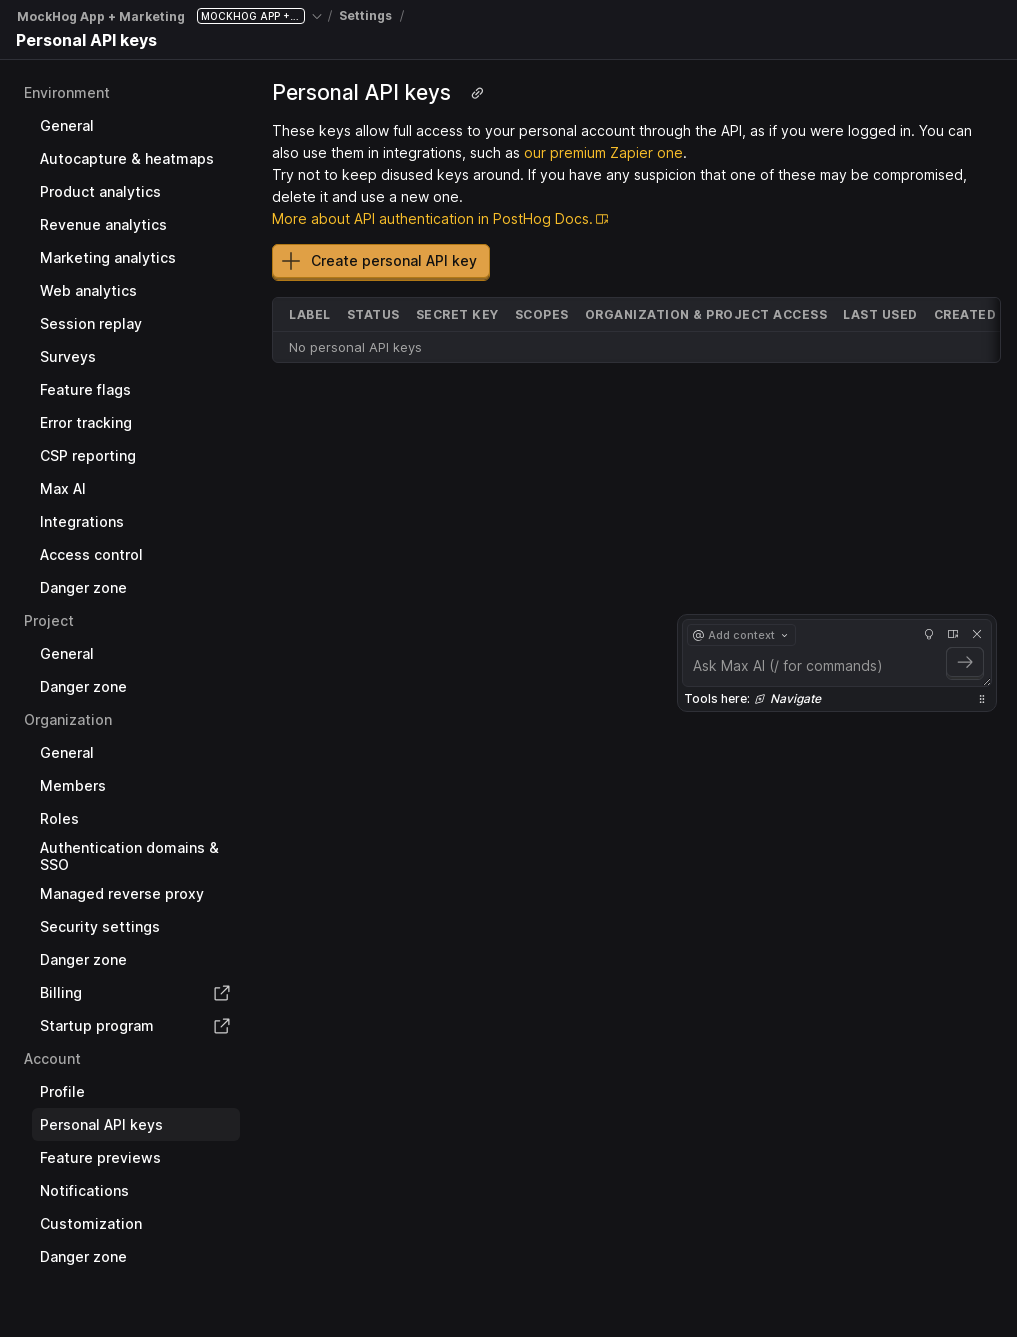 MockHog App + Marketing MOCKHOG APP +... / Settings /
Personal API keys
Environment
General
Autocapture & heatmaps
Product analytics
Revenue analytics
Marketing analytics
Web analytics
Session replay
Surveys
Feature flags
Error tracking
CSP reporting
Max AI
Integrations
Access control
Danger zone
Project
General
Danger zone
Organization
General
Members
Roles
Authentication domains &
SSO
Managed reverse proxy
Security settings
Danger zone
Billing
Startup program
Account
Profile
Personal API keys
Feature previews
Notifications
Customization
Danger zone
Personal API keys
These keys allow full access to your personal account through the API, as if you were logged in. You can
also use them in integrations, such as our premium Zapier one.
Try not to keep disused keys around. If you have any suspicion that one of these may be compromised,
delete it and use a new one.
More about API authentication in PostHog Docs.
Create personal API key
LABEL STATUS SECRET KEY SCOPES ORGANIZATION & PROJECT ACCESS LAST USED CREATED
No personal API keys
@ Add context
Ask Max AI (/ for commands)
Tools here: Navigate